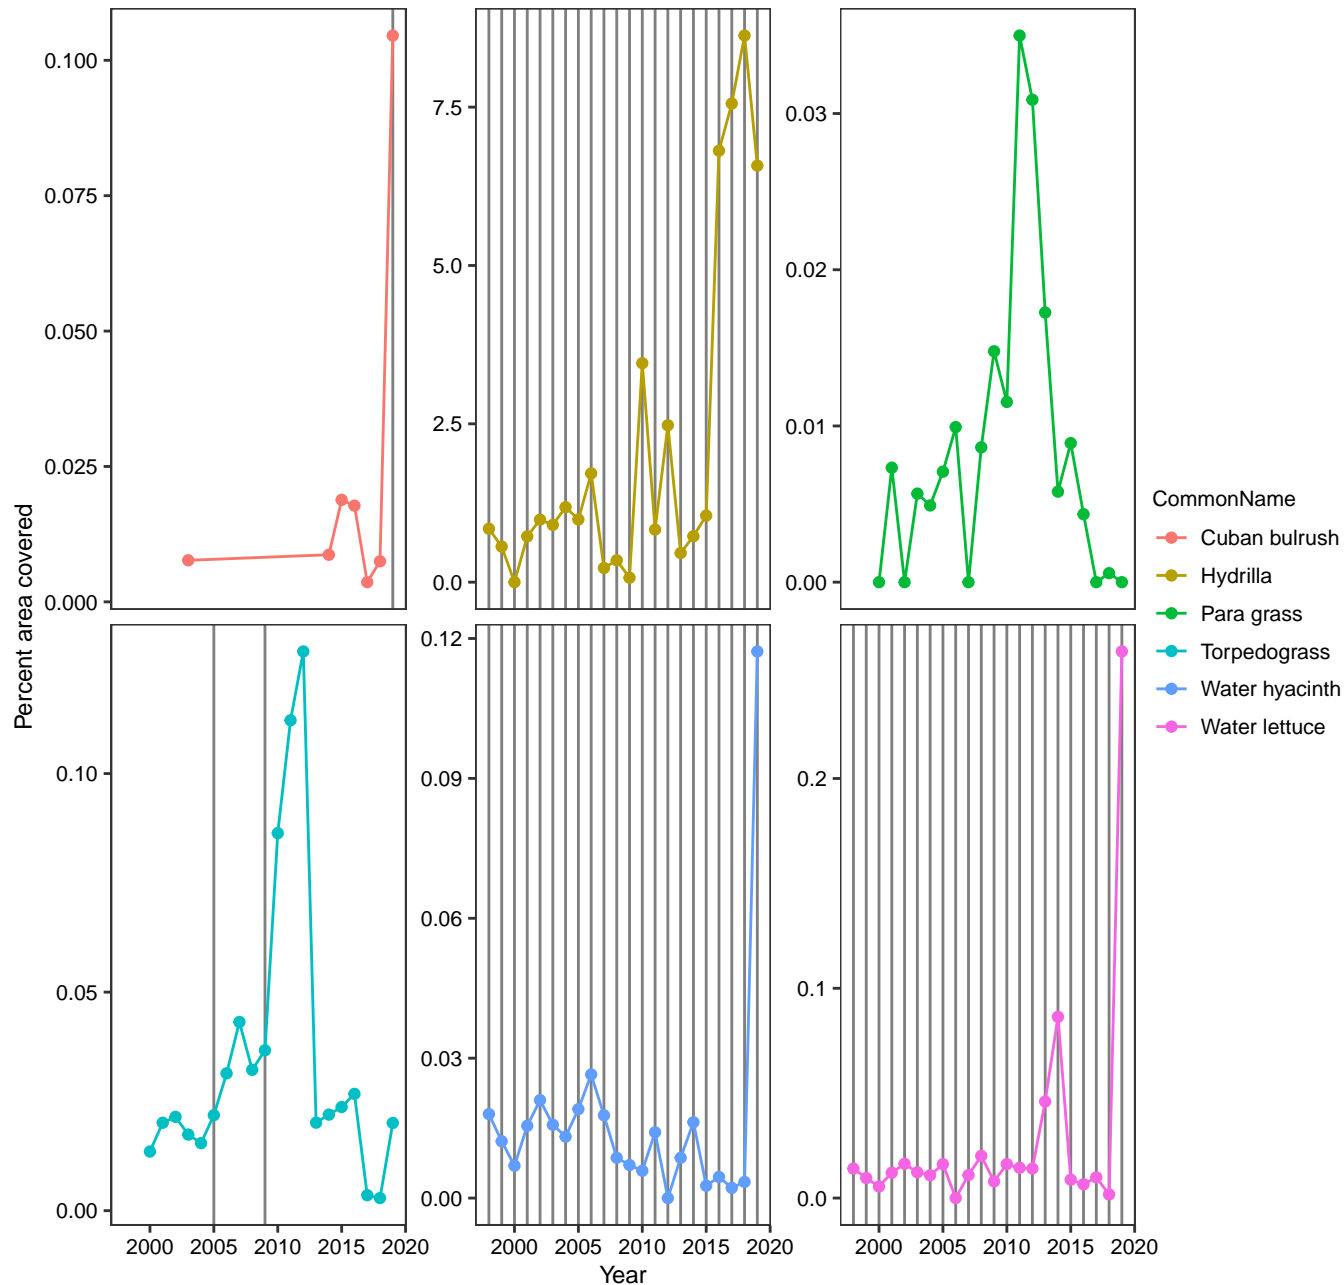 0.100
0.075
0.050
0.025
0.000
7.5
5.0
2.5
0.0
0.03
0.02
0.01
0.00
Percent area covered
0.10
0.05
0.00
0.12
0.09
0.06
0.03
0.00
0.2
0.1
0.0
2000 2005 2010 2015 2020
2000 2005 2010 2015 2020
2000 2005 2010 2015 2020
Year
CommonName
Cuban bulrush
Hydrilla
Para grass
Torpedograss
Water hyacinth
Water lettuce